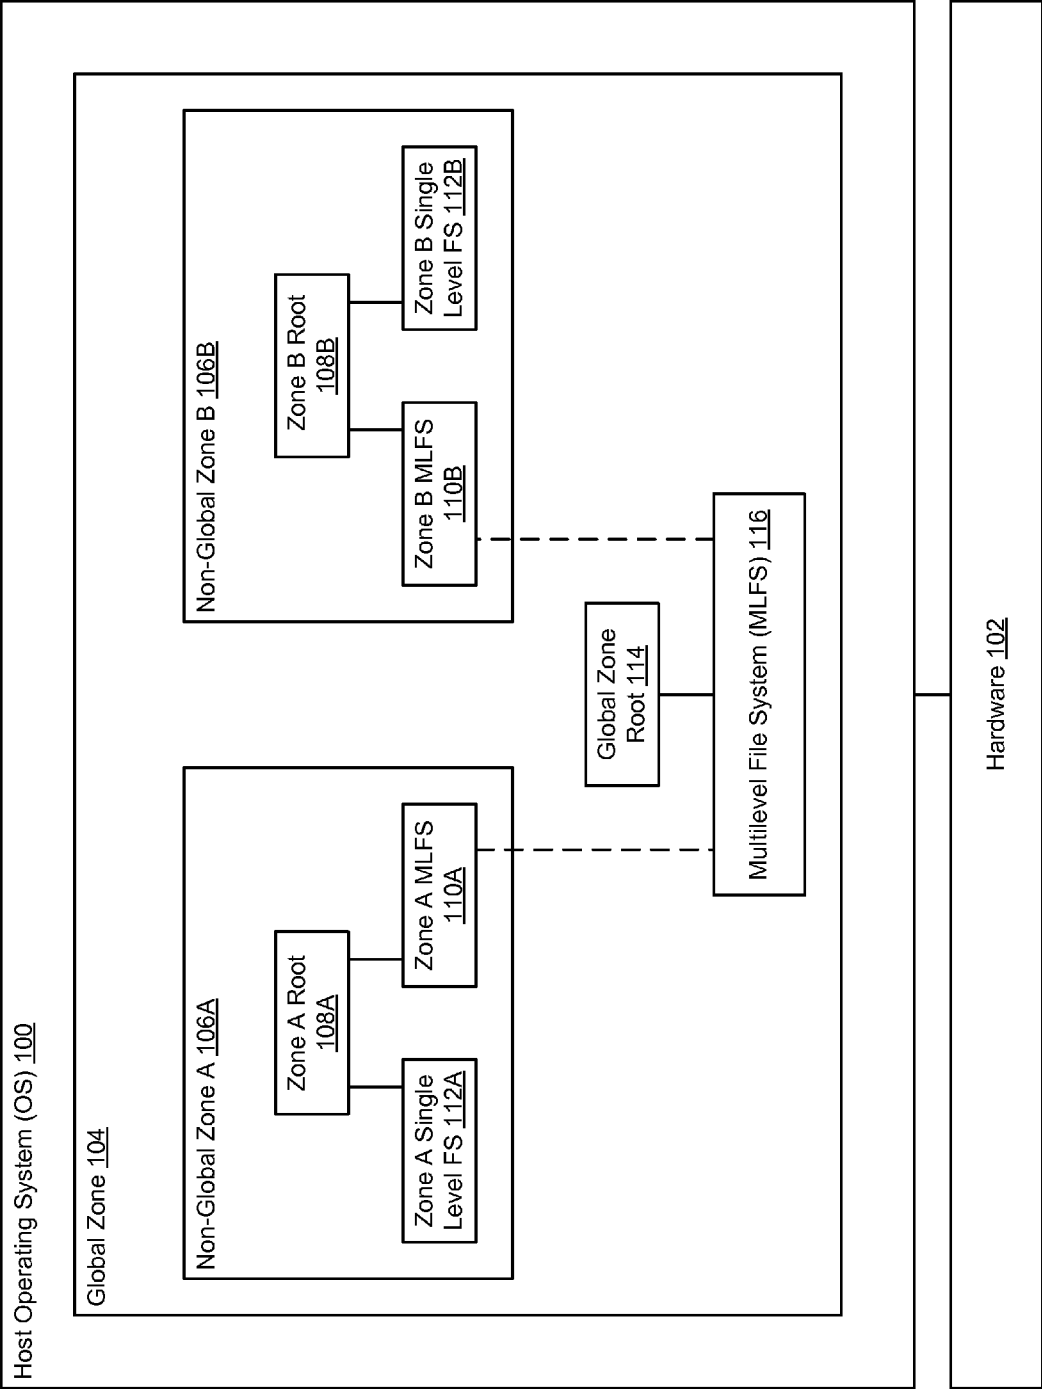 Host Operating System (OS) 100
Global Zone 104
Non-Global Zone A 106A
Zone A Root
108A
Zone A Single
Level FS 112A
Zone A MLFS
110A
Non-Global Zone B 106B
Zone B Root
108B
Zone B MLFS
110B
Zone B Single
Level FS 112B
Global Zone
Root 114
Multilevel File System (MLFS) 116
Hardware 102